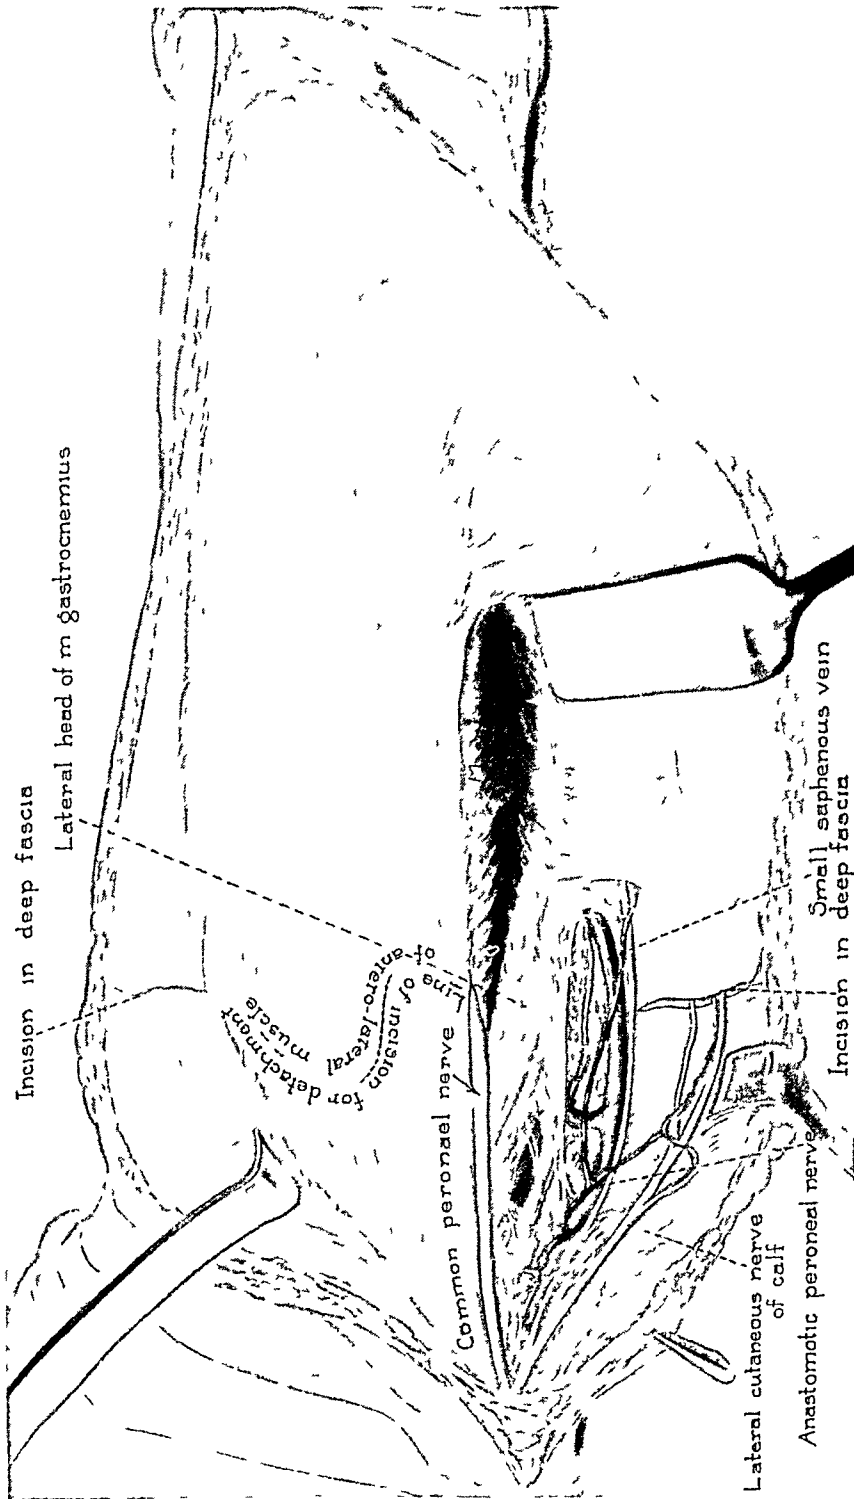 Incision in deep fascia
Lateral head of m gastrocnemius
Line of incision
for detachment
of
antero-lateral
muscle
Common peronael nerve
Small saphenous vein
Incision in deep fascia
Lateral cutaneous nerve
of calf
Anastomotic peroneal nerve